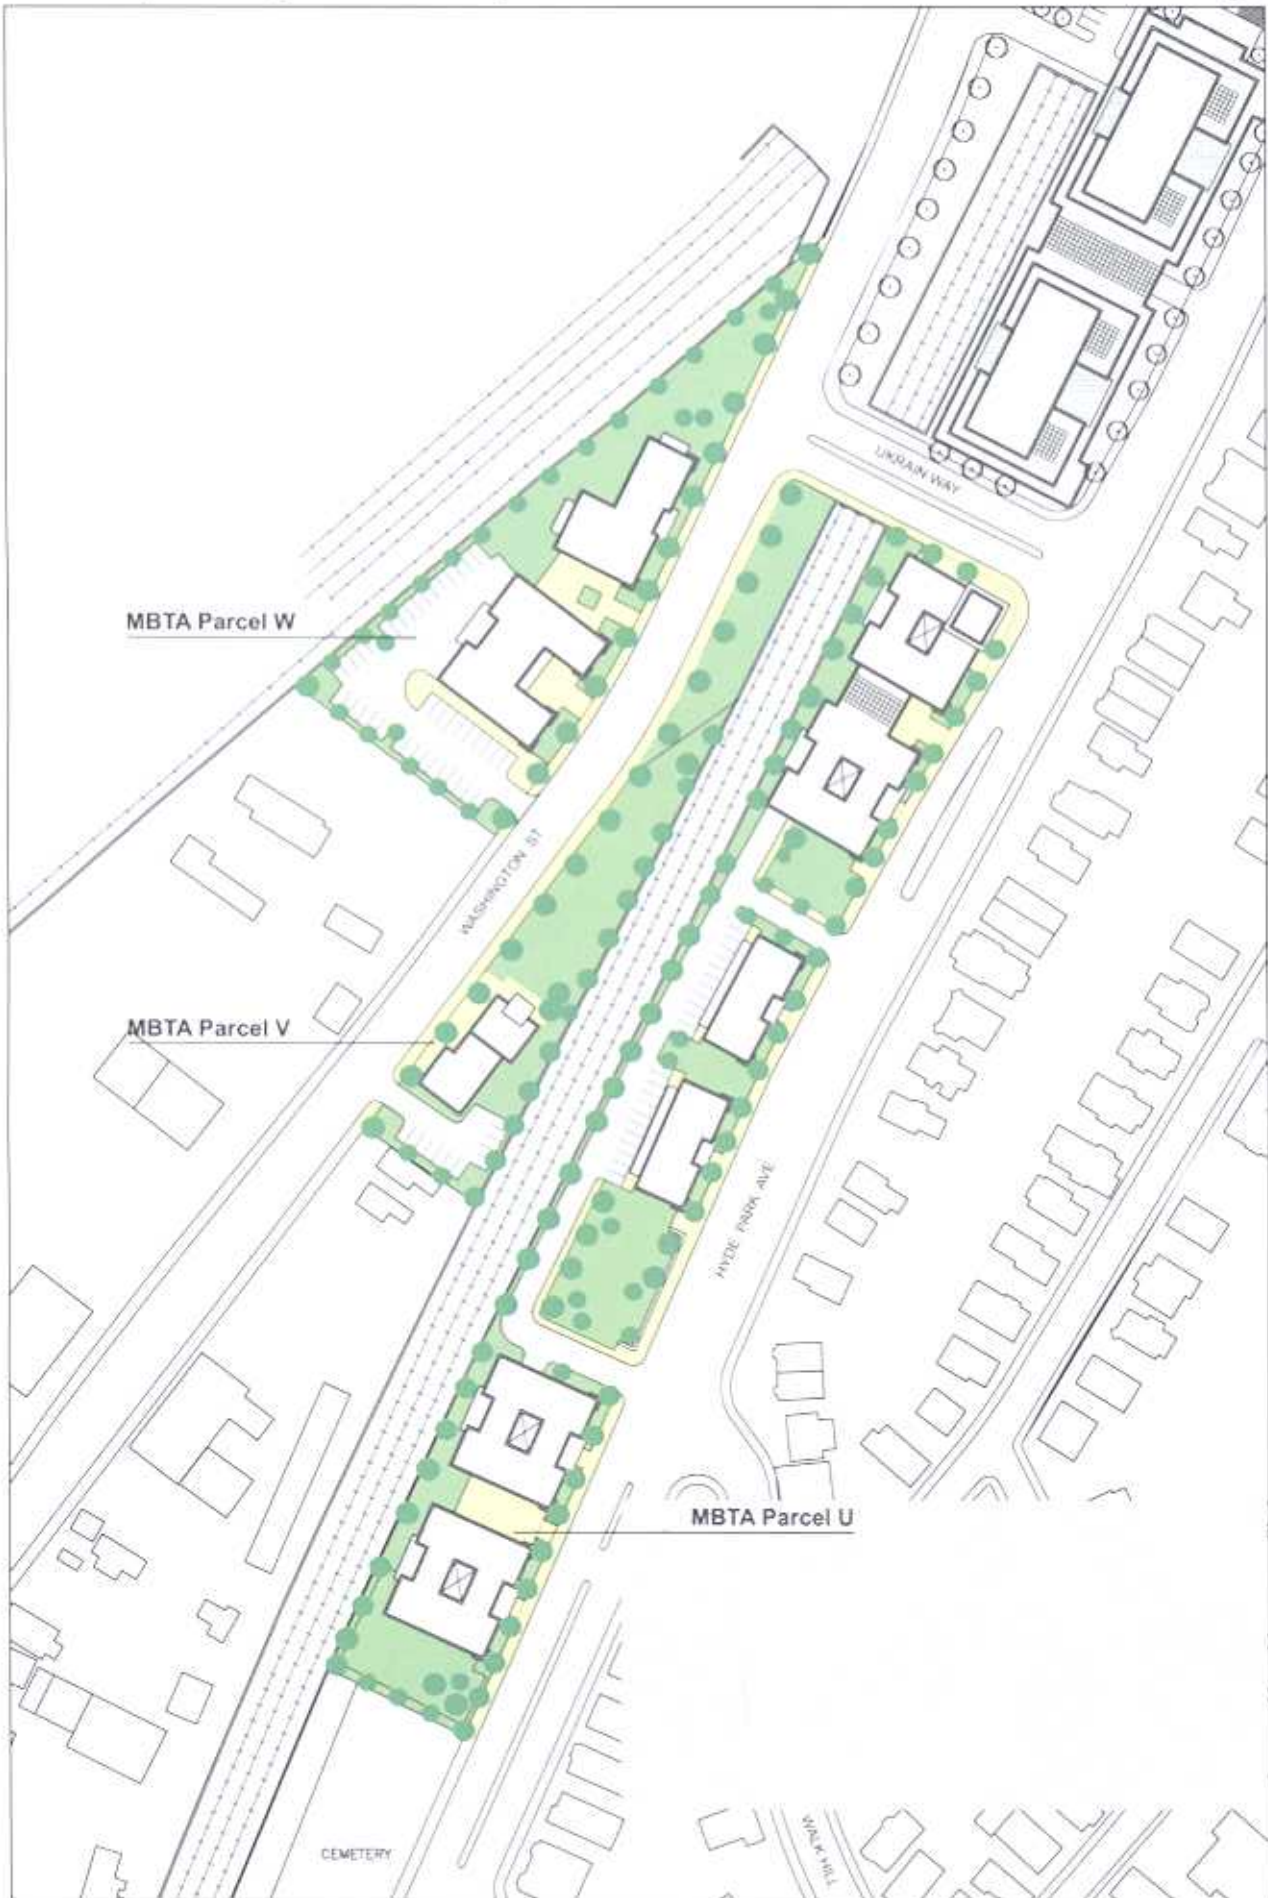 UKRAIN WAY
MBTA Parcel W
WASHINGTON ST
MBTA Parcel V
HYDE PARK AVE
MBTA Parcel U
WALK HILL
CEMETERY